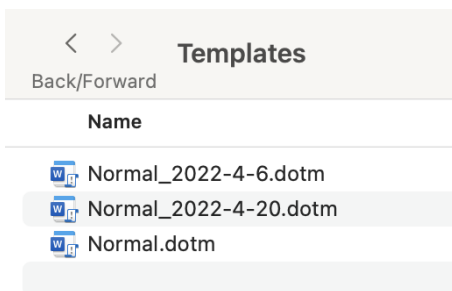 Templates
Back/Forward
Name
Normal_2022-4-6.dotm
Normal_2022-4-20.dotm
Normal.dotm